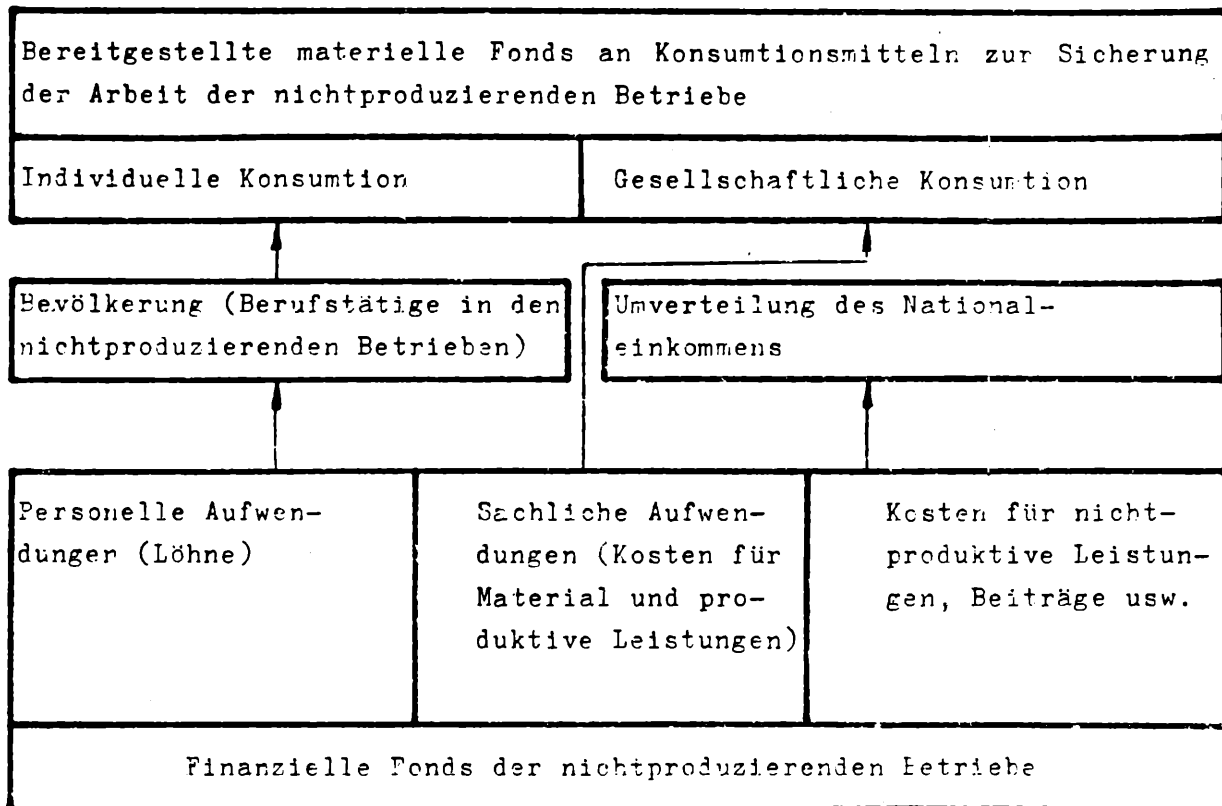 Bereitgestellte materielle Fonds an Konsumtionsmitteln zur Sicherung
der Arbeit der nichtproduzierenden Betriebe
Individuelle Konsumtion
Gesellschaftliche Konsumtion
Bevölkerung (Berufstätige in den
nichtproduzierenden Betrieben)
Umverteilung des National-
einkommens
Personelle Aufwen-
dungen (Löhne)
Sachliche Aufwen-
dungen (Kosten für
Material und pro-
duktive Leistungen)
Kosten für nicht-
produktive Leistun-
gen, Beiträge usw.
Finanzielle Fonds der nichtproduzierenden Betriebe